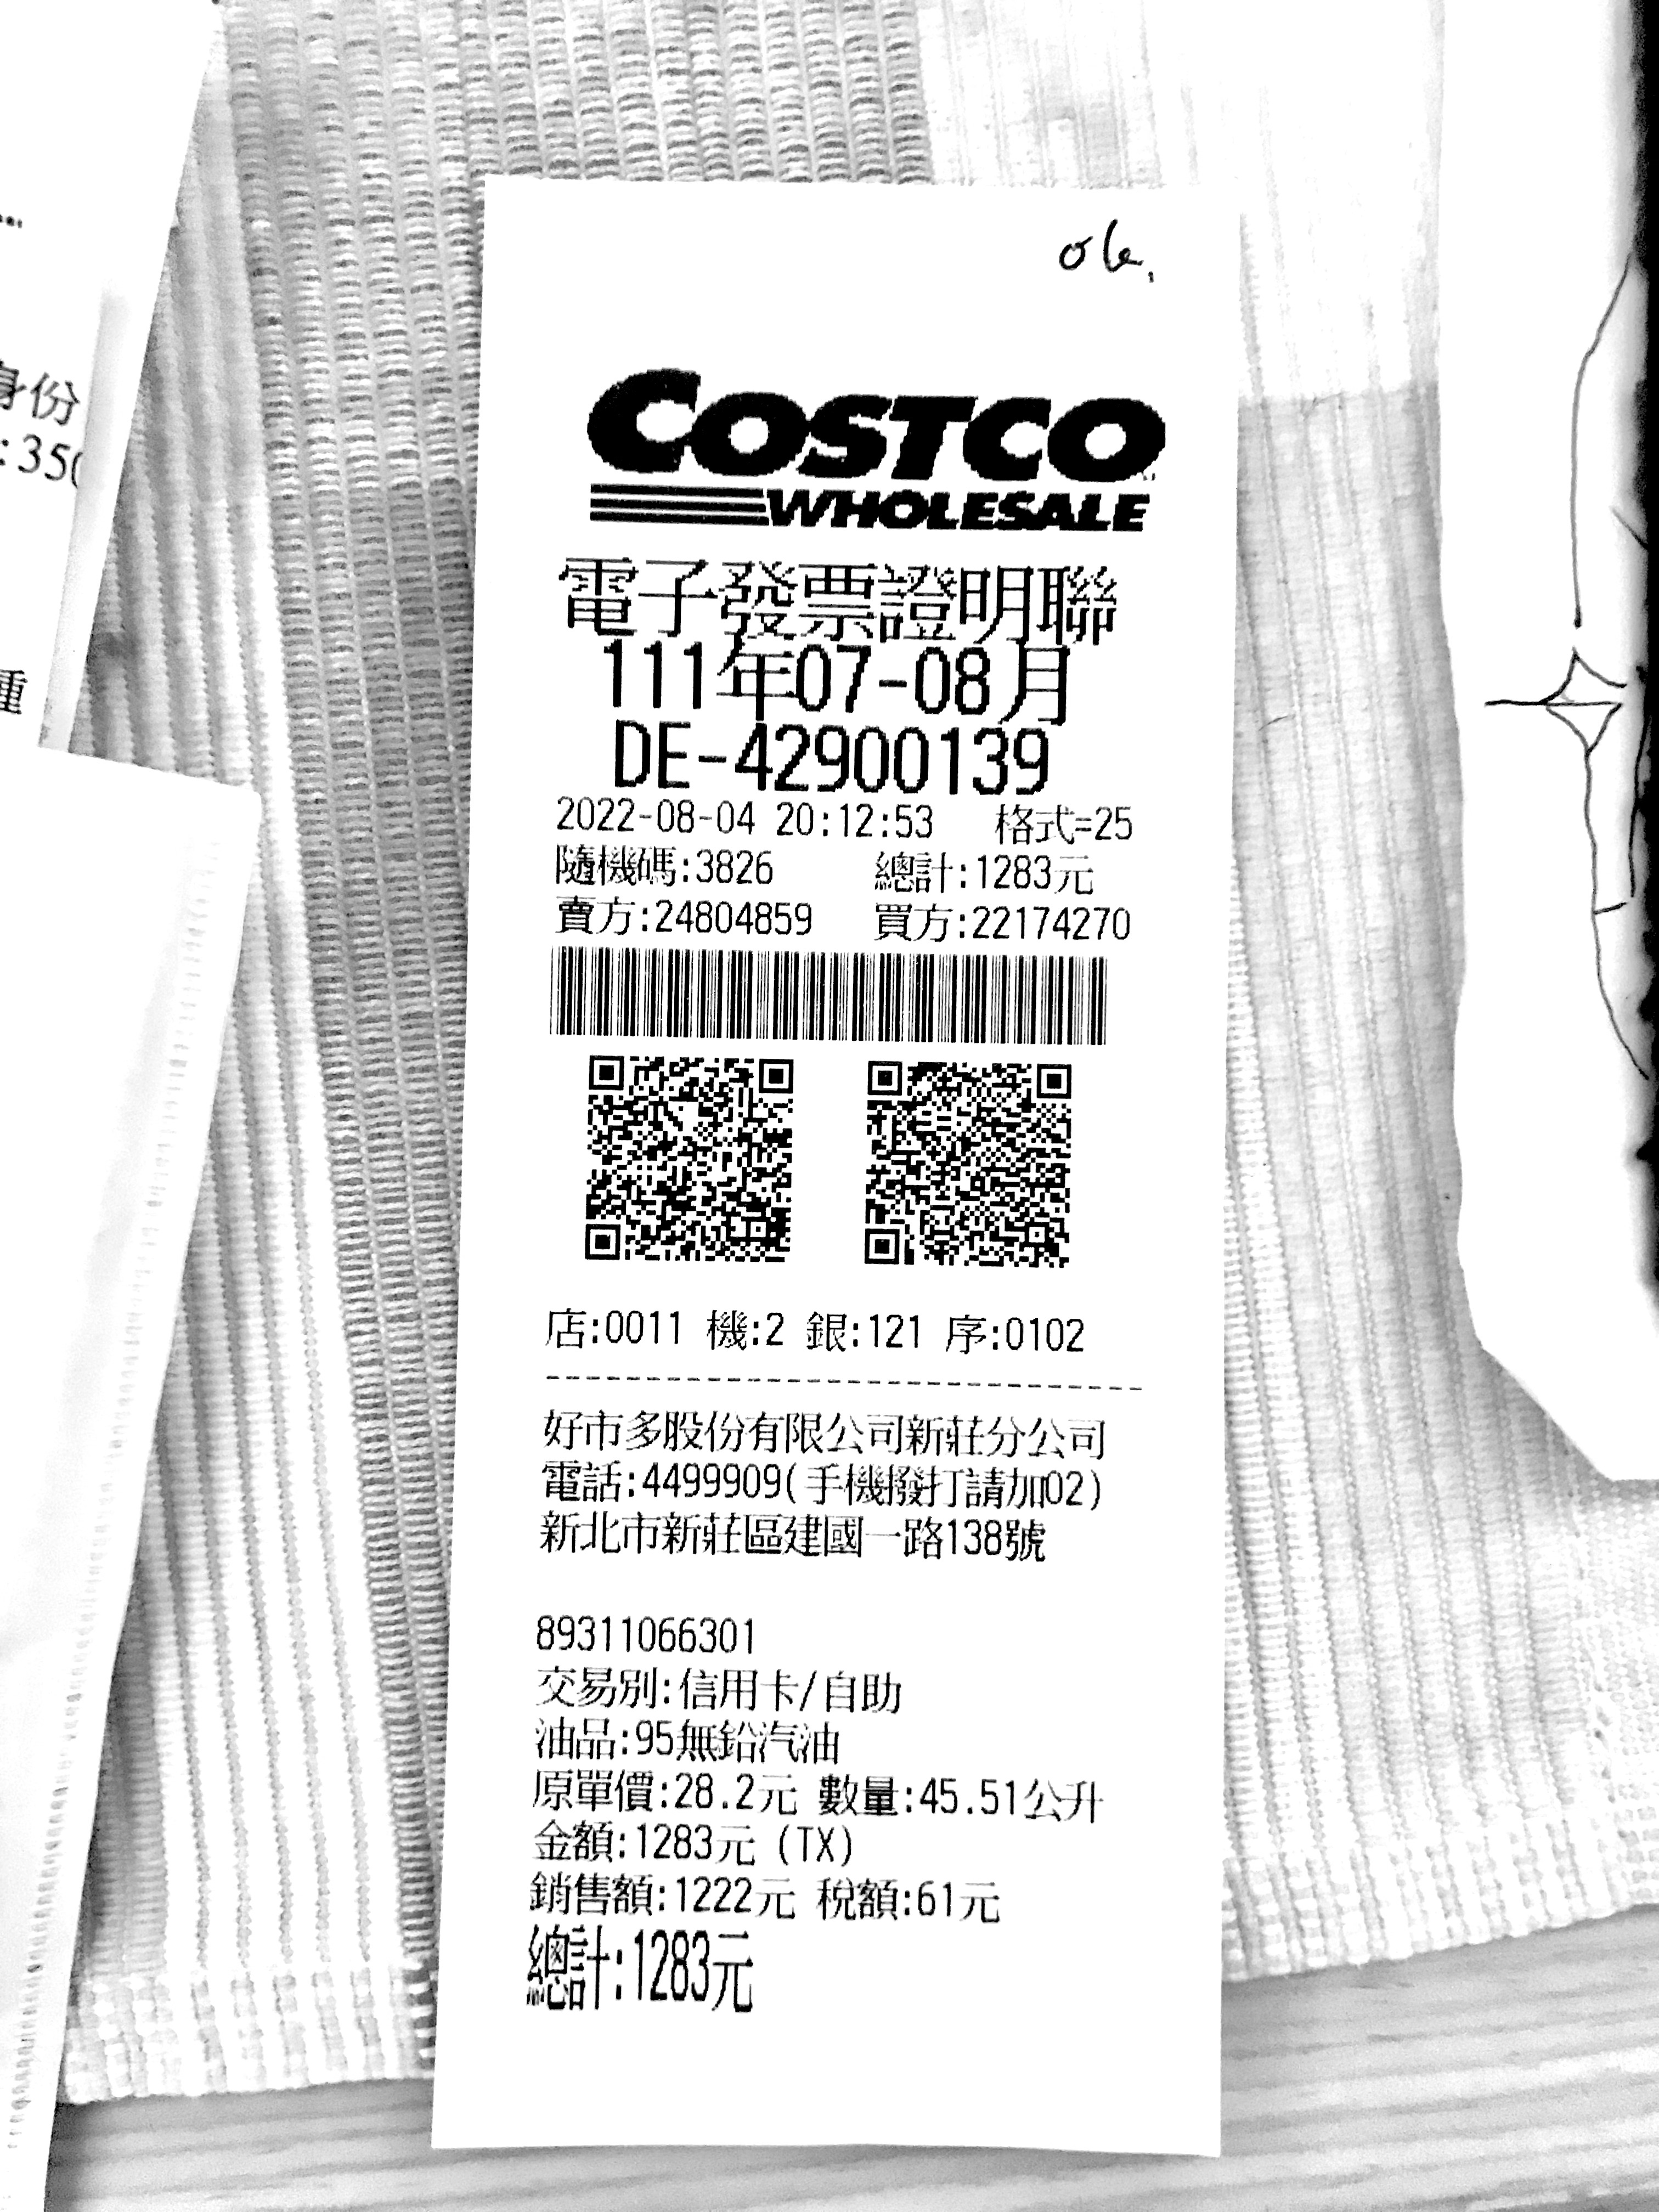 ok.
COSTCO
WHOLESALE
電子發票證明聯
111年07-08月
DE-42900139
2022-08-04 20:12:53 格式=25
隨機碼:3826 總計:1283元
賣方:24804859 買方:22174270
店:0011 機:2 銀:121 序:0102
--------------------------------
好市多股份有限公司新莊分公司
電話:4499909(手機撥打請加02)
新北市新莊區建國一路138號
89311066301
交易別:信用卡/自助
油品:95無鉛汽油
原單價:28.2元 數量:45.51公升
金額:1283元 (TX)
銷售額:1222元 稅額:61元
總計:1283元
身份
:350
種